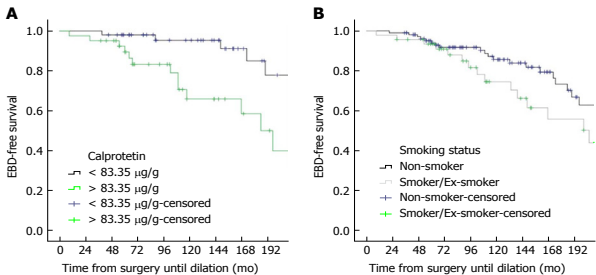 A
EBD-free survival
1.0
0.8
0.6
0.4
0.2
0.0
Calprotectin
< 83.35 μg/g
> 83.35 μg/g
< 83.35 μg/g-censored
> 83.35 μg/g-censored
0 24 48 72 96 120 144 168 192
Time from surgery until dilation (mo)
B
EBD-free survival
1.0
0.8
0.6
0.4
0.2
0.0
Smoking status
Non-smoker
Smoker/Ex-smoker
Non-smoker-censored
Smoker/Ex-smoker-censored
0 24 48 72 96 120 144 168 192
Time from surgery until dilation (mo)